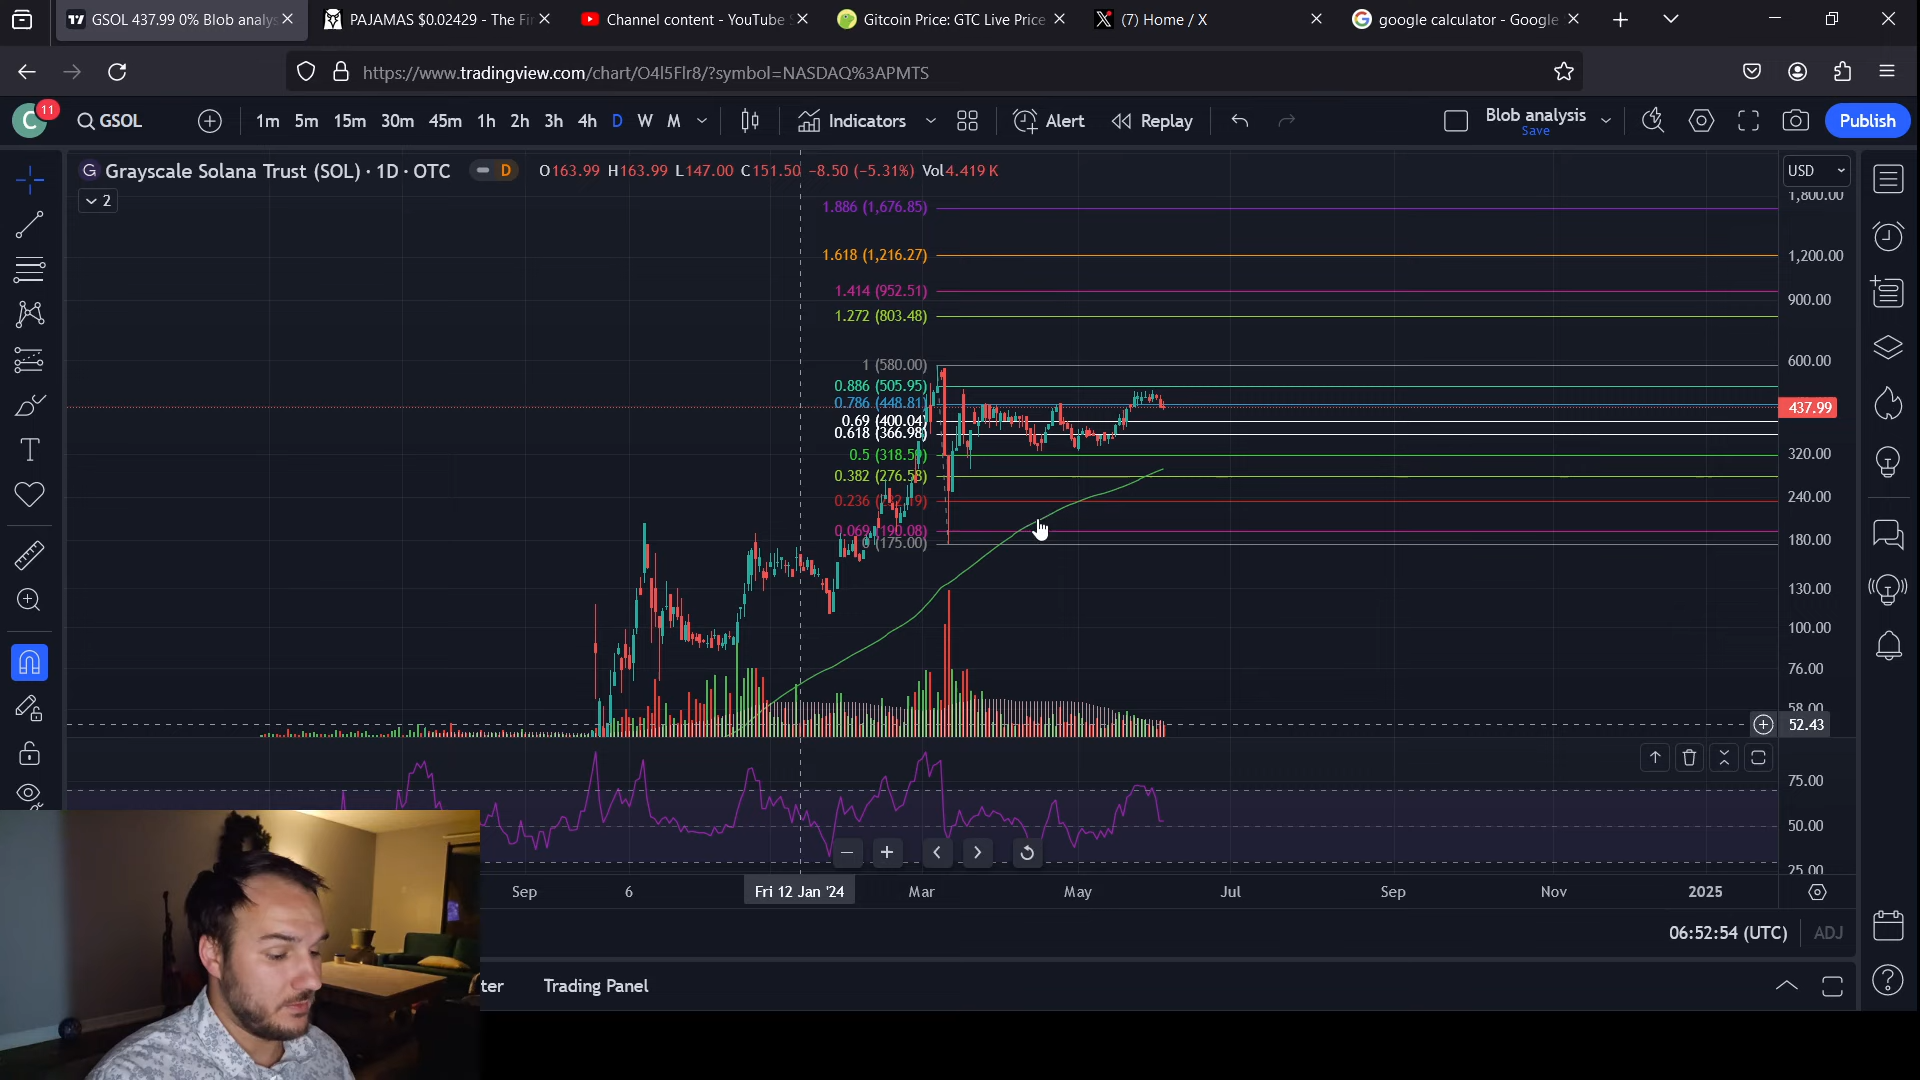 GSOL 437.99 0% Blob analys
PAJAMAS $0.02429 - The Fi
Channel content - YouTube S
Gitcoin Price: GTC Live Price
(7) Home / X
google calculator - Google
https://www.tradingview.com/chart/O4l5Flr8/?symbol=NASDAQ%3APMTS
C
11
GSOL
1m 5m 15m 30m 45m 1h 2h 3h 4h D W M
Indicators
Alert
Replay
Blob analysis
Save
Publish
Grayscale Solana Trust (SOL) · 1D · OTC
D
O163.99 H163.99 L147.00 C151.50 -8.50 (-5.31%) Vol4.419 K
USD
2
1,800.00
1.886 (1,676.85)
1.618 (1,216.27)
1,200.00
1.414 (952.51)
900.00
1.272 (803.48)
1 (580.00)
600.00
0.886 (505.95)
0.786 (448.81)
437.99
0.69 (400.04)
0.618 (366.98)
0.5 (318.59)
320.00
0.382 (276.58)
240.00
0.069 (190.08)
180.00
0 (175.00)
130.00
100.00
76.00
58.00
52.43
75.00
50.00
25.00
Sep
6
Fri 12 Jan '24
Mar
May
Jul
Sep
Nov
2025
06:52:54 (UTC)
ADJ
ter
Trading Panel